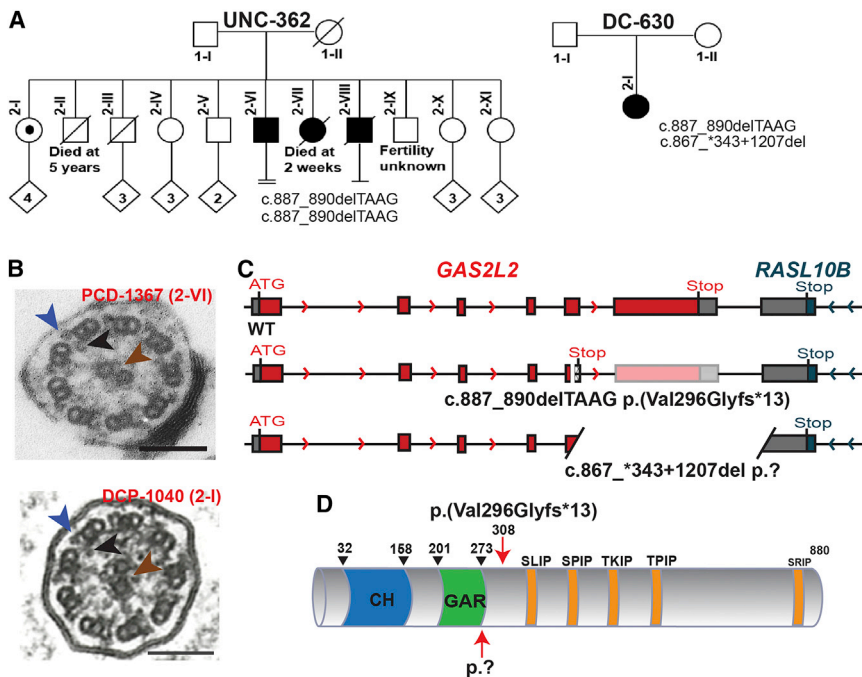 A
UNC-362
1-I
1-II
DC-630
1-I
1-II
2-I
2-II
2-III
2-IV
2-V
2-VI
2-VII
2-VIII
2-IX
2-X
2-XI
2-I
Died at
5 years
Died at
2 weeks
Fertility
unknown
c.887_890delTAAG
c.867_*343+1207del
4
3
3
2
3
3
c.887_890delTAAG
c.887_890delTAAG
B
PCD-1367 (2-VI)
DCP-1040 (2-I)
C
GAS2L2
RASL10B
ATG
Stop
Stop
WT
ATG
Stop
Stop
c.887_890delTAAG p.(Val296Glyfs*13)
ATG
Stop
c.867_*343+1207del p.?
D
p.(Val296Glyfs*13)
32
158
201
273
308
SLIP
SPIP
TKIP
TPIP
SRIP
880
CH
GAR
p.?